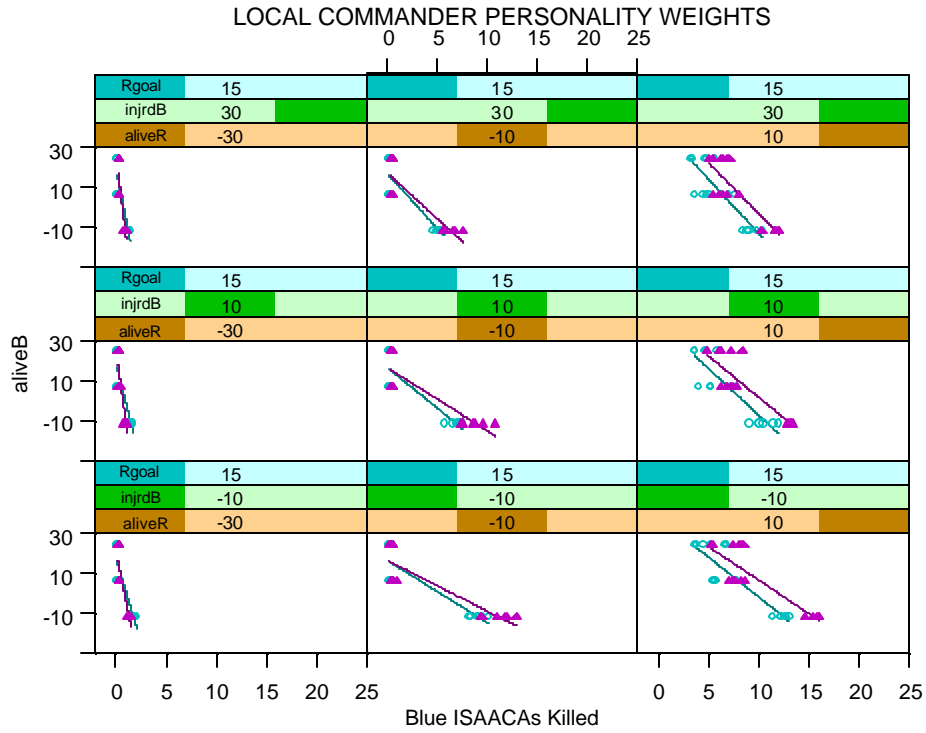 LOCAL COMMANDER PERSONALITY WEIGHTS
0 5 10 15 20 25
Rgoal 15 15 15
injrdB 30 30 30
aliveR -30 -10 10
30
10
-10
Rgoal 15 15 15
injrdB 10 10 10
aliveR -30 -10 10
30
10
-10
aliveB
Rgoal 15 15 15
injrdB -10 -10 -10
aliveR -30 -10 10
30
10
-10
0 5 10 15 20 25 0 5 10 15 20 25
Blue ISAACAs Killed